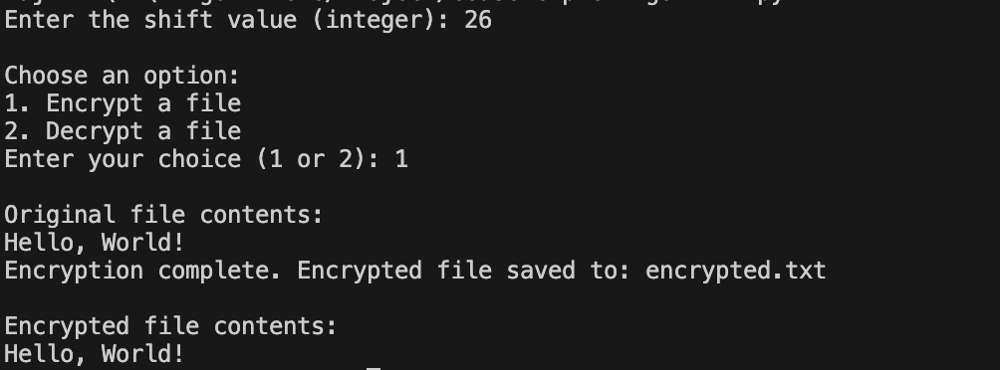 Enter the shift value (integer): 26
Choose an option:
1. Encrypt a file
2. Decrypt a file
Enter your choice (1 or 2): 1
Original file contents:
Hello, World!
Encryption complete. Encrypted file saved to: encrypted.txt
Encrypted file contents:
Hello, World!